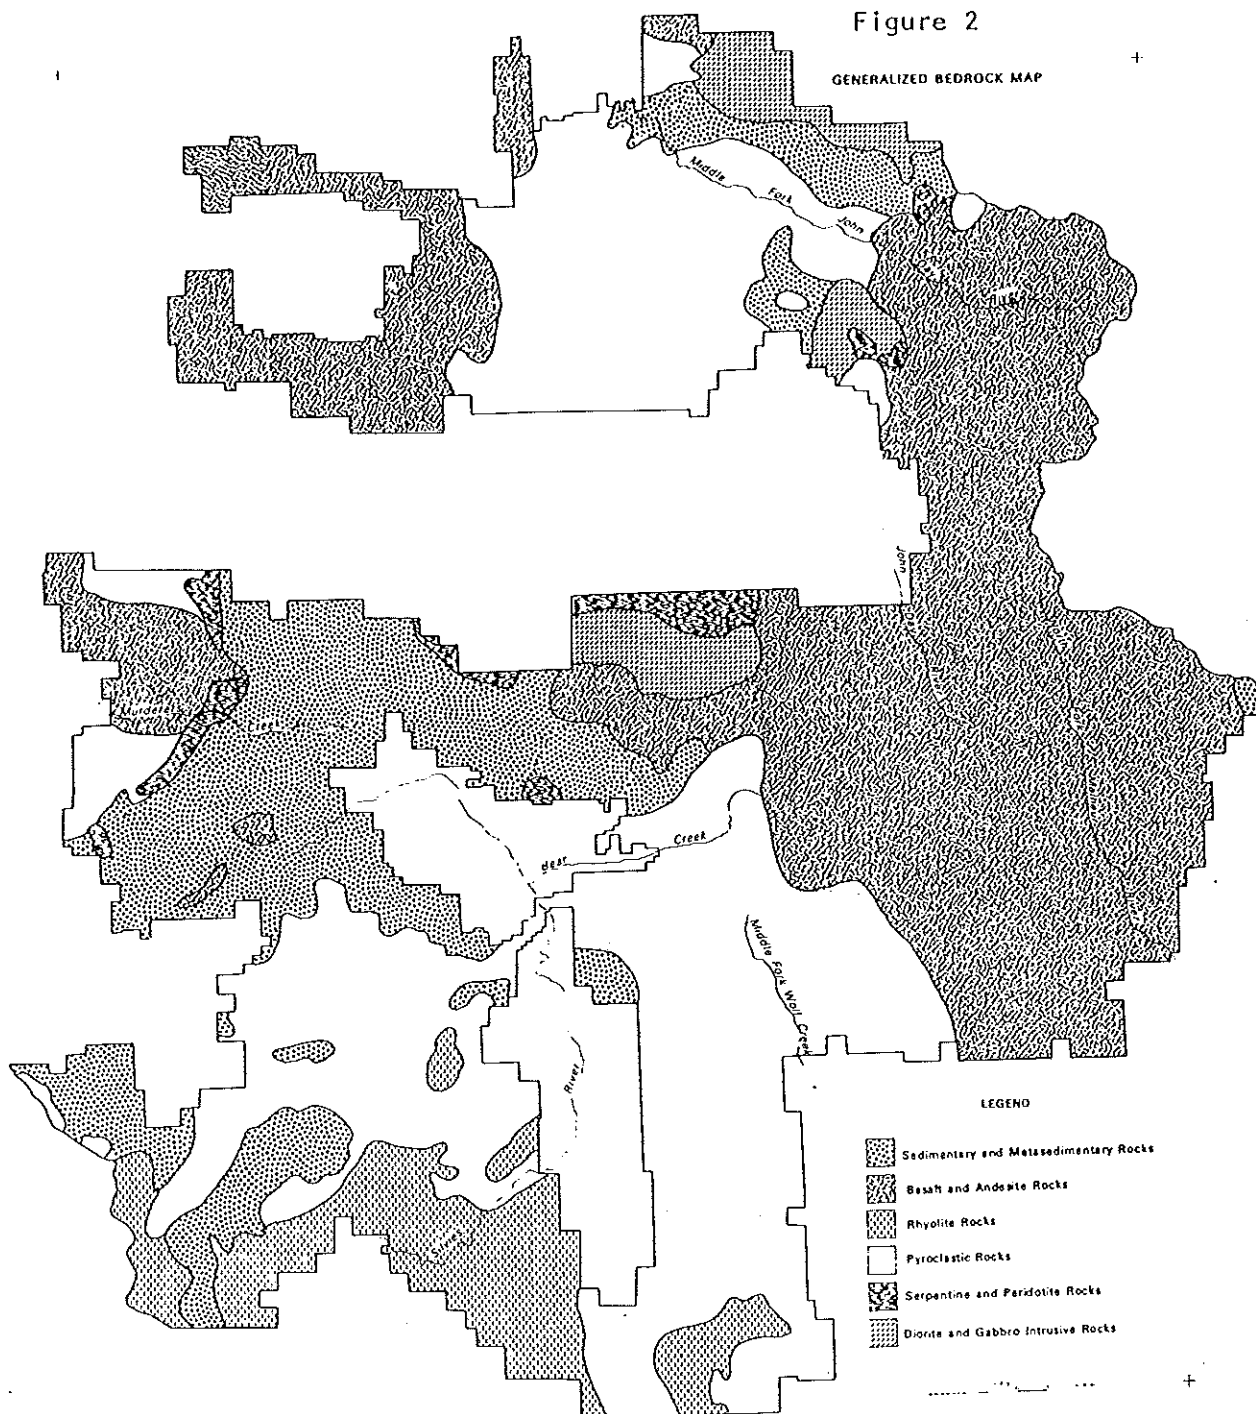 Figure 2
GENERALIZED BEDROCK MAP
Middle Fork John
John
Bear Creek
Middle Fork Wolf Creek
River
LEGEND
Sedimentary and Metasedimentary Rocks
Basalt and Andesite Rocks
Rhyolite Rocks
Pyroclastic Rocks
Serpentine and Peridotite Rocks
Diorite and Gabbro Intrusive Rocks